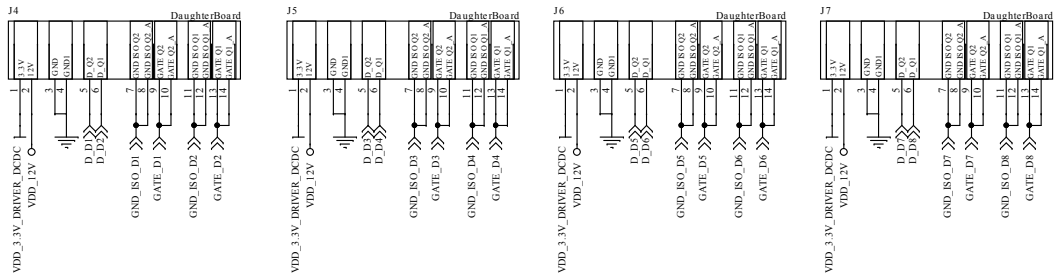 J4
DaughterBoard
3.3V
12V
GND
GND1
D_Q2
D_Q1
GND ISO Q2
GND ISO Q2_A
GATE Q2
GATE Q2_A
GND ISO Q1
GND ISO Q1_A
GATE Q1
GATE Q1_A
1 2 3 4 5 6 7 8 9 10 11 12 13 14
VDD_3.3V_DRIVER_DCDC
VDD_12V
D_D1
D_D2
GND_ISO_D1
GATE_D1
GND_ISO_D2
GATE_D2
J5
DaughterBoard
3.3V
12V
GND
GND1
D_Q2
D_Q1
GND ISO Q2
GND ISO Q2_A
GATE Q2
GATE Q2_A
GND ISO Q1
GND ISO Q1_A
GATE Q1
GATE Q1_A
1 2 3 4 5 6 7 8 9 10 11 12 13 14
VDD_3.3V_DRIVER_DCDC
VDD_12V
D_D3
D_D4
GND_ISO_D3
GATE_D3
GND_ISO_D4
GATE_D4
J6
DaughterBoard
3.3V
12V
GND
GND1
D_Q2
D_Q1
GND ISO Q2
GND ISO Q2_A
GATE Q2
GATE Q2_A
GND ISO Q1
GND ISO Q1_A
GATE Q1
GATE Q1_A
1 2 3 4 5 6 7 8 9 10 11 12 13 14
VDD_3.3V_DRIVER_DCDC
VDD_12V
D_D5
D_D6
GND_ISO_D5
GATE_D5
GND_ISO_D6
GATE_D6
J7
DaughterBoard
3.3V
12V
GND
GND1
D_Q2
D_Q1
GND ISO Q2
GND ISO Q2_A
GATE Q2
GATE Q2_A
GND ISO Q1
GND ISO Q1_A
GATE Q1
GATE Q1_A
1 2 3 4 5 6 7 8 9 10 11 12 13 14
VDD_3.3V_DRIVER_DCDC
VDD_12V
D_D7
D_D8
GND_ISO_D7
GATE_D7
GND_ISO_D8
GATE_D8